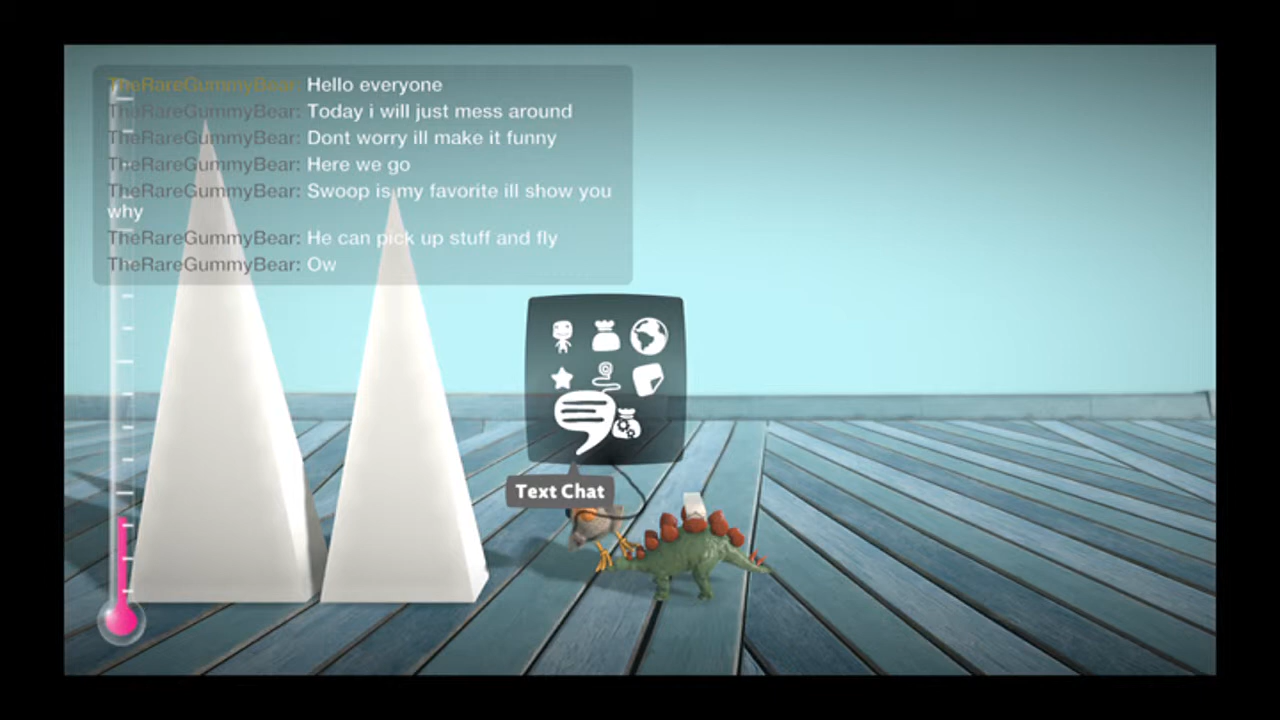 TheRareGummyBear: Hello everyone
TheRareGummyBear: Today i will just mess around
TheRareGummyBear: Dont worry ill make it funny
TheRareGummyBear: Here we go
TheRareGummyBear: Swoop is my favorite ill show you
why
TheRareGummyBear: He can pick up stuff and fly
TheRareGummyBear: Ow
Text Chat